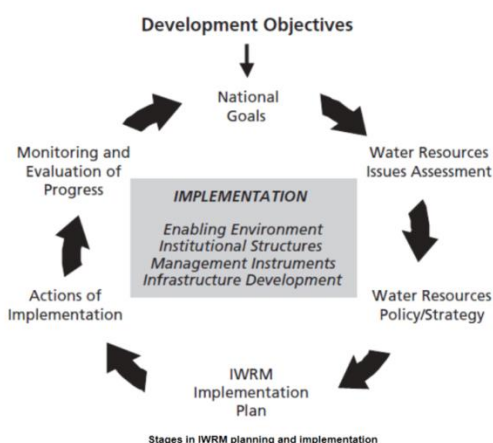 Development Objectives
National
Goals
Water Resources
Issues Assessment
Water Resources
Policy/Strategy
IWRM
Implementation
Plan
Actions of
Implementation
Monitoring and
Evaluation of
Progress
IMPLEMENTATION
Enabling Environment
Institutional Structures
Management Instruments
Infrastructure Development
Stages in IWRM planning and implementation